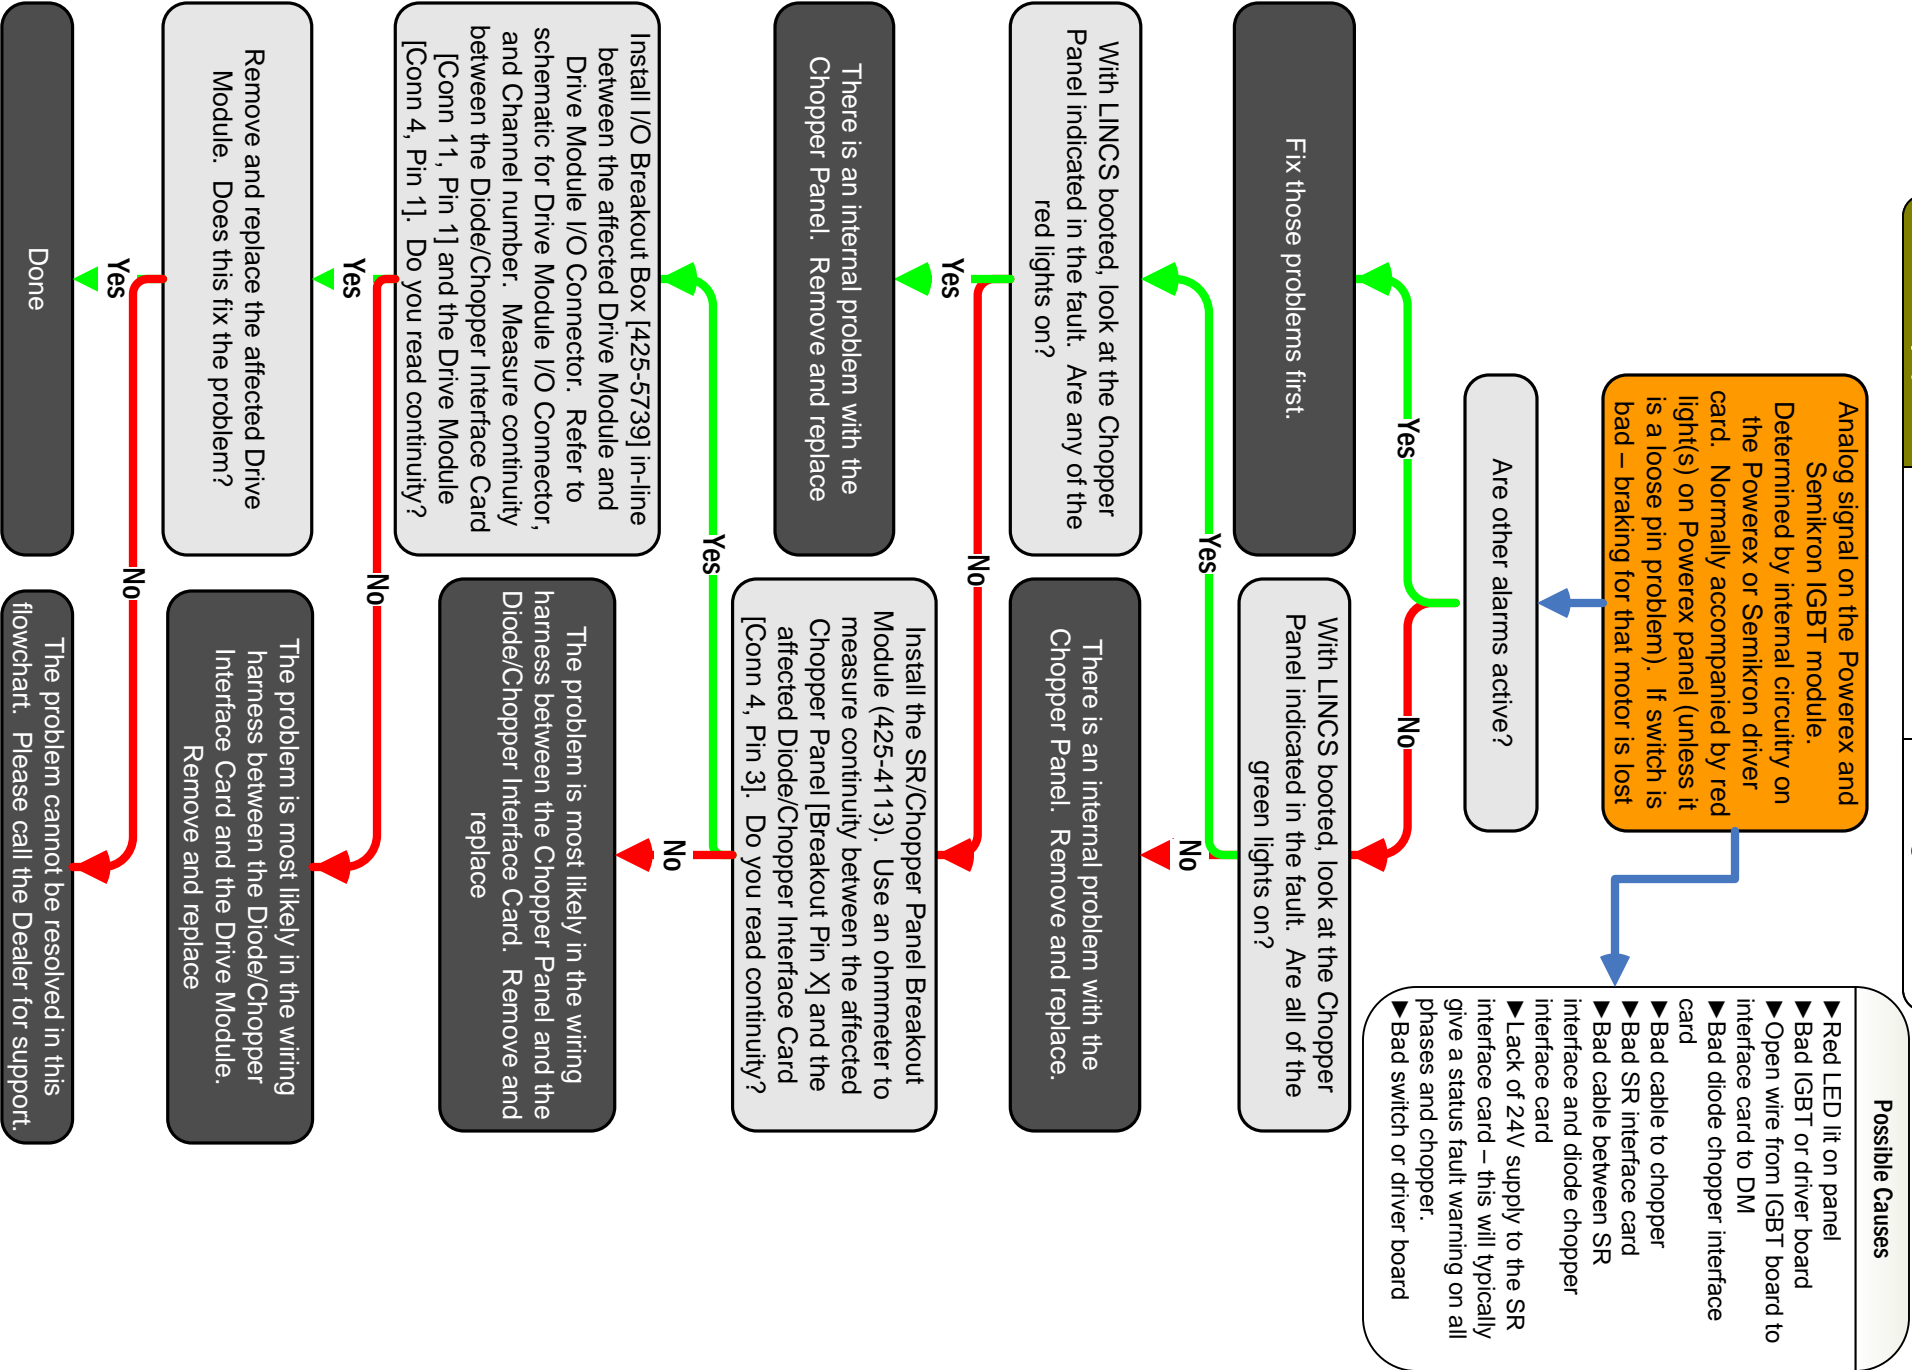 Analog signal on the Powerex and
Semikron IGBT module.
Determined by internal circuitry on
the Powerex or Semikron driver
card.  Normally accompanied by red
light(s) on Powerex panel (unless it
is a loose pin problem).  If switch is
bad – braking for that motor is lost
Possible Causes
►Red LED lit on panel
►Bad IGBT or driver board
►Open wire from IGBT board to
interface card to DM
►Bad diode chopper interface
card
►Bad cable to chopper
►Bad SR interface card
►Bad cable between SR
interface and diode chopper
interface card
►Lack of 24V supply to the SR
interface card – this will typically
give a status fault warning on all
phases and chopper.
►Bad switch or driver board
Are other alarms active?
Yes
No
Fix those problems first.
With LINCS booted, look at the Chopper
Panel indicated in the fault.  Are all of the
green lights on?
Yes
No
With LINCS booted, look at the Chopper
Panel indicated in the fault.  Are any of the
red lights on?
There is an internal problem with the
Chopper Panel.  Remove and replace.
Yes
No
There is an internal problem with the
Chopper Panel.  Remove and replace
Install the SR/Chopper Panel Breakout
Module (425-4113).  Use an ohmmeter to
measure continuity between the affected
Chopper Panel [Breakout Pin X] and the
affected Diode/Chopper Interface Card
[Conn 4, Pin 3].  Do you read continuity?
Yes
No
Install I/O Breakout Box [425-5739] in-line
between the affected Drive Module and
Drive Module I/O Connector.  Refer to
schematic for Drive Module I/O Connector,
and Channel number.  Measure continuity
between the Diode/Chopper Interface Card
[Conn 11, Pin 1] and the Drive Module
[Conn 4, Pin 1].  Do you read continuity?
The problem is most likely in the wiring
harness between the Chopper Panel and the
Diode/Chopper Interface Card.  Remove and
replace
Yes
No
Remove and replace the affected Drive
Module.  Does this fix the problem?
The problem is most likely in the wiring
harness between the Diode/Chopper
Interface Card and the Drive Module.
Remove and replace
Yes
No
Done
The problem cannot be resolved in this
flowchart.  Please call the Dealer for support.